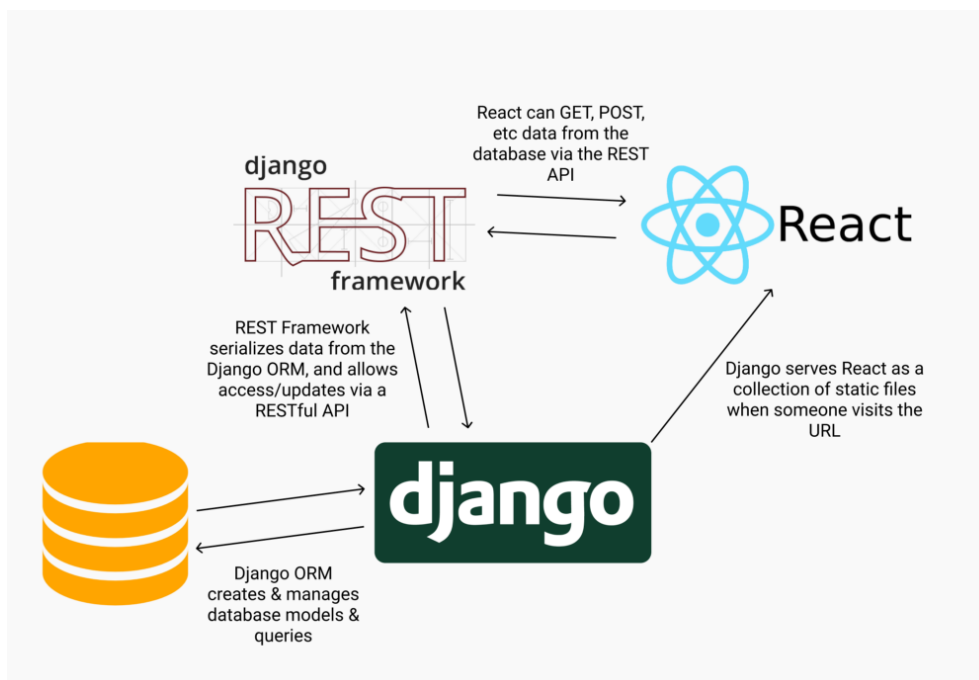 React can GET, POST,
etc data from the
database via the REST
API
django
REST
framework
React
REST Framework
serializes data from the
Django ORM, and allows
access/updates via a
RESTful API
Django serves React as a
collection of static files
when someone visits the
URL
django
Django ORM
creates & manages
database models &
queries